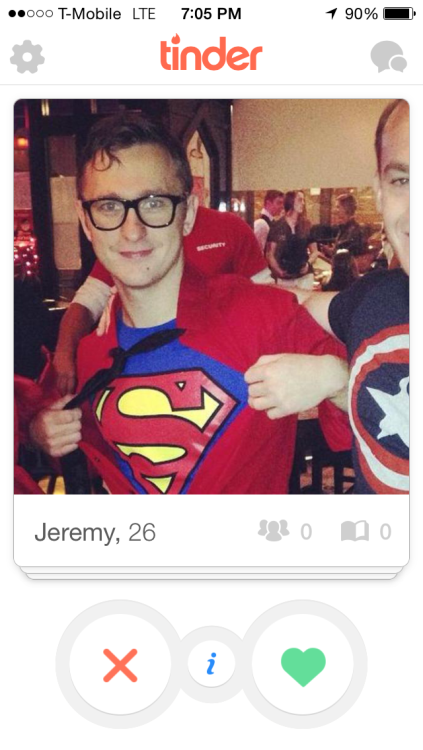 T-Mobile LTE 7:05 PM 90%
tinder
SECURITY
S
Jeremy, 26 0 0
i